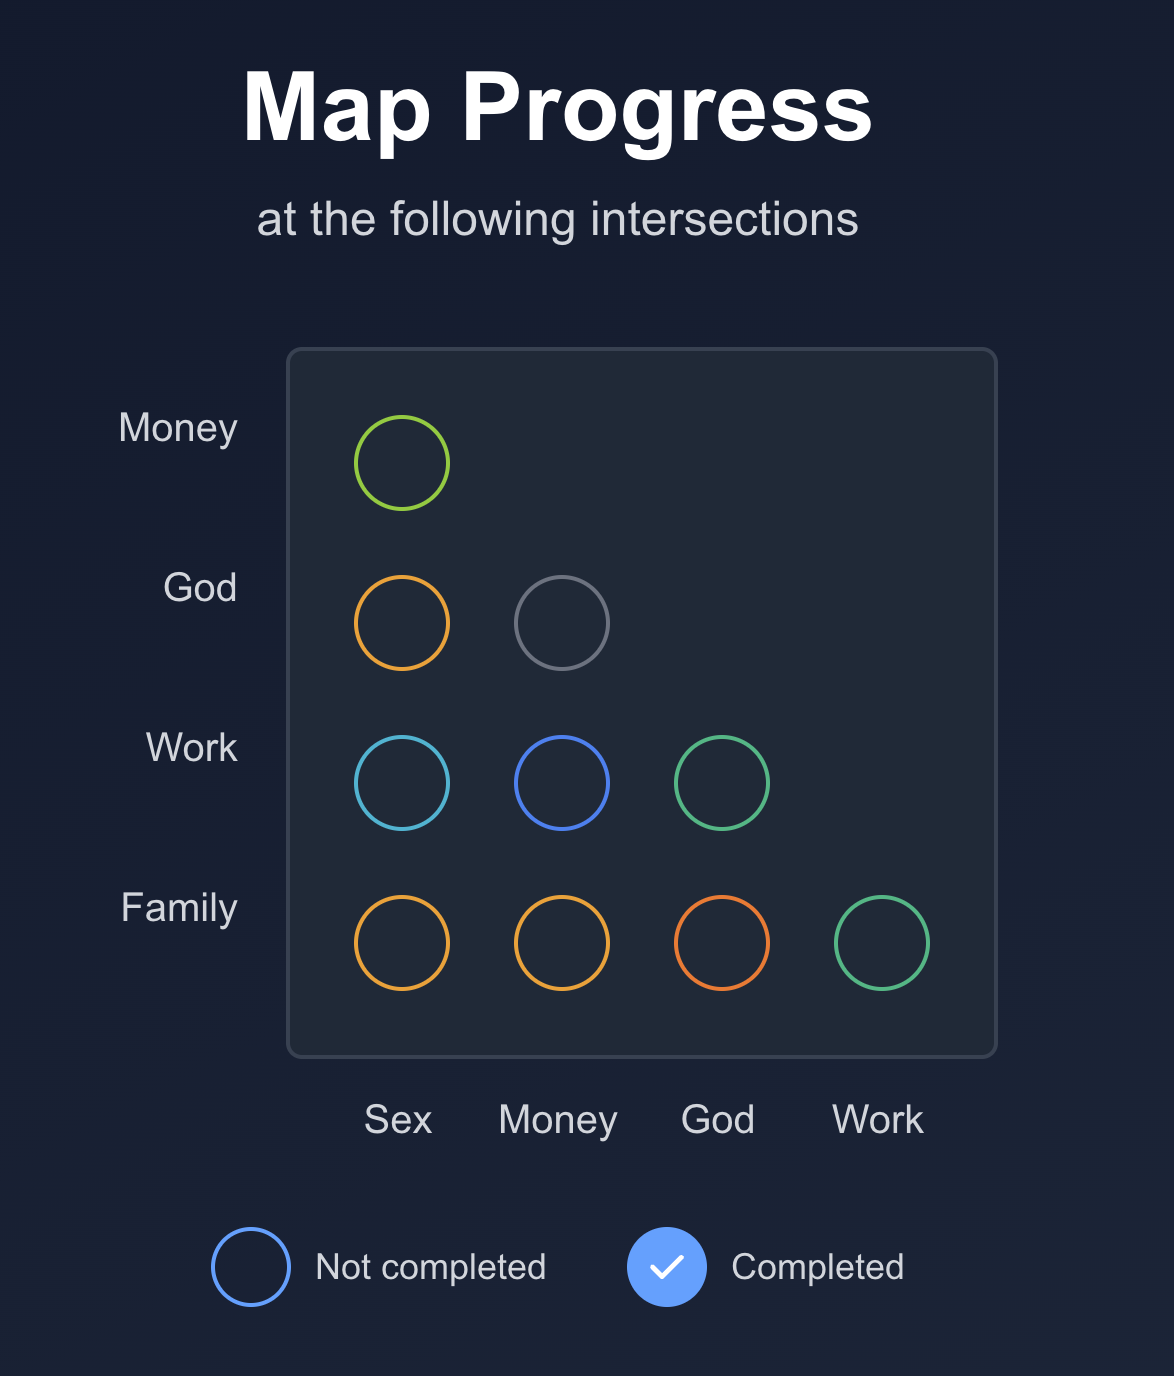 Map Progress
at the following intersections
Money
God
Work
Family
Sex Money God Work
Not completed Completed